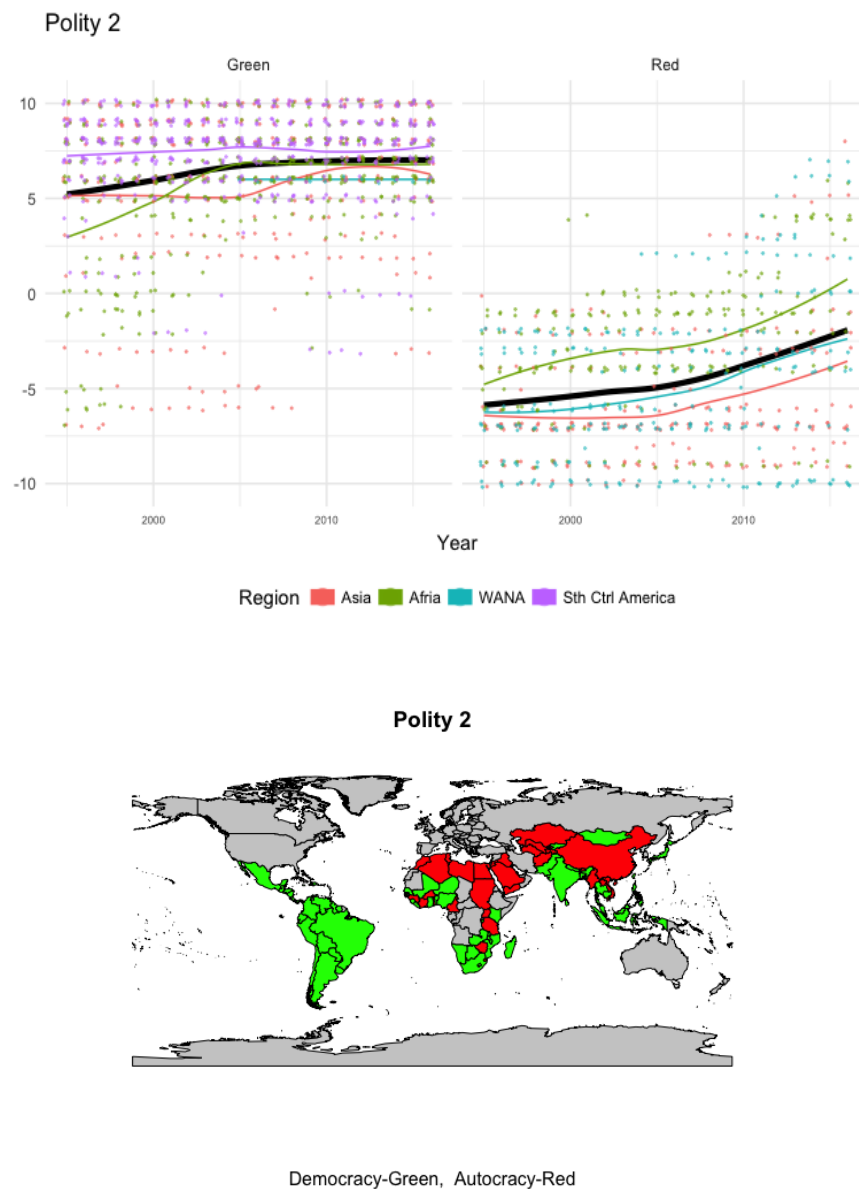 Polity 2
Green Red
10
5
0
-5
-10
2000 2010 2000 2010
Year
Region Asia Afria WANA Sth Ctrl America
Polity 2
Democracy-Green, Autocracy-Red